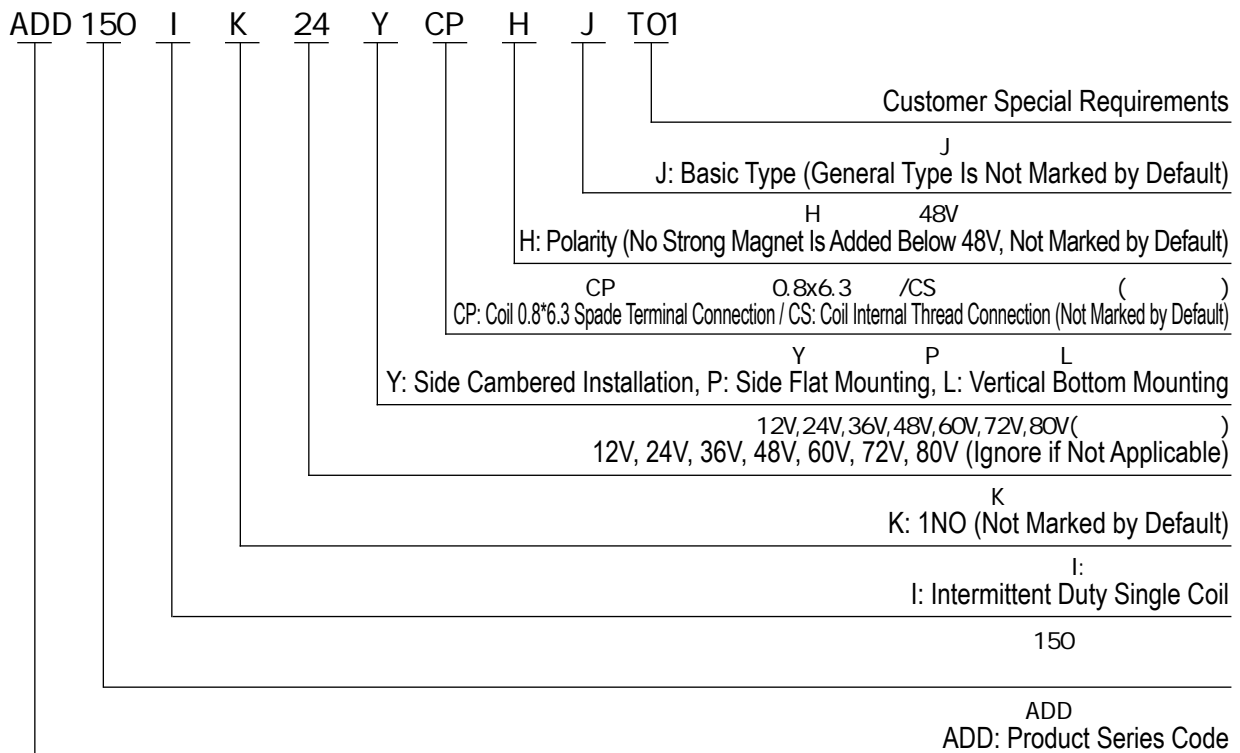 ADD 150 I K 24 Y CP H J T01
Customer Special Requirements
J
J: Basic Type (General Type Is Not Marked by Default)
H 48V
H: Polarity (No Strong Magnet Is Added Below 48V, Not Marked by Default)
CP 0.8x6.3 /CS ( )
CP: Coil 0.8*6.3 Spade Terminal Connection / CS: Coil Internal Thread Connection (Not Marked by Default)
Y P L
Y: Side Cambered Installation, P: Side Flat Mounting, L: Vertical Bottom Mounting
12V,24V,36V,48V,60V,72V,80V( )
12V, 24V, 36V, 48V, 60V, 72V, 80V (Ignore if Not Applicable)
K
K: 1NO (Not Marked by Default)
I:
I: Intermittent Duty Single Coil
150
ADD
ADD: Product Series Code